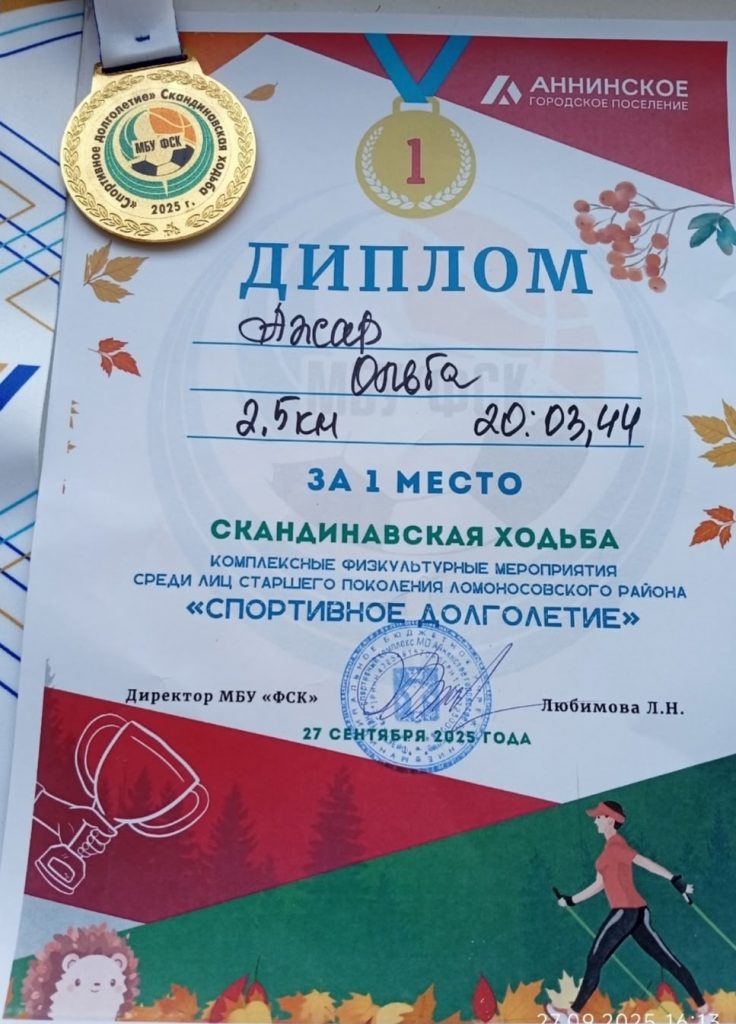 «Спортивное долголетие» Скандинавская ходьба
МБУ ФСК
2025 г.
АННИНСКОЕ
ГОРОДСКОЕ ПОСЕЛЕНИЕ
1
ДИПЛОМ
Ажар
Ольга
2,5км 20:03,44
ЗА 1 МЕСТО
СКАНДИНАВСКАЯ ХОДЬБА
КОМПЛЕКСНЫЕ ФИЗКУЛЬТУРНЫЕ МЕРОПРИЯТИЯ
СРЕДИ ЛИЦ СТАРШЕГО ПОКОЛЕНИЯ ЛОМОНОСОВСКОГО РАЙОНА
«СПОРТИВНОЕ ДОЛГОЛЕТИЕ»
Директор МБУ «ФСК» Любимова Л.Н.
27 СЕНТЯБРЯ 2025 ГОДА
27.09.2025 14:13